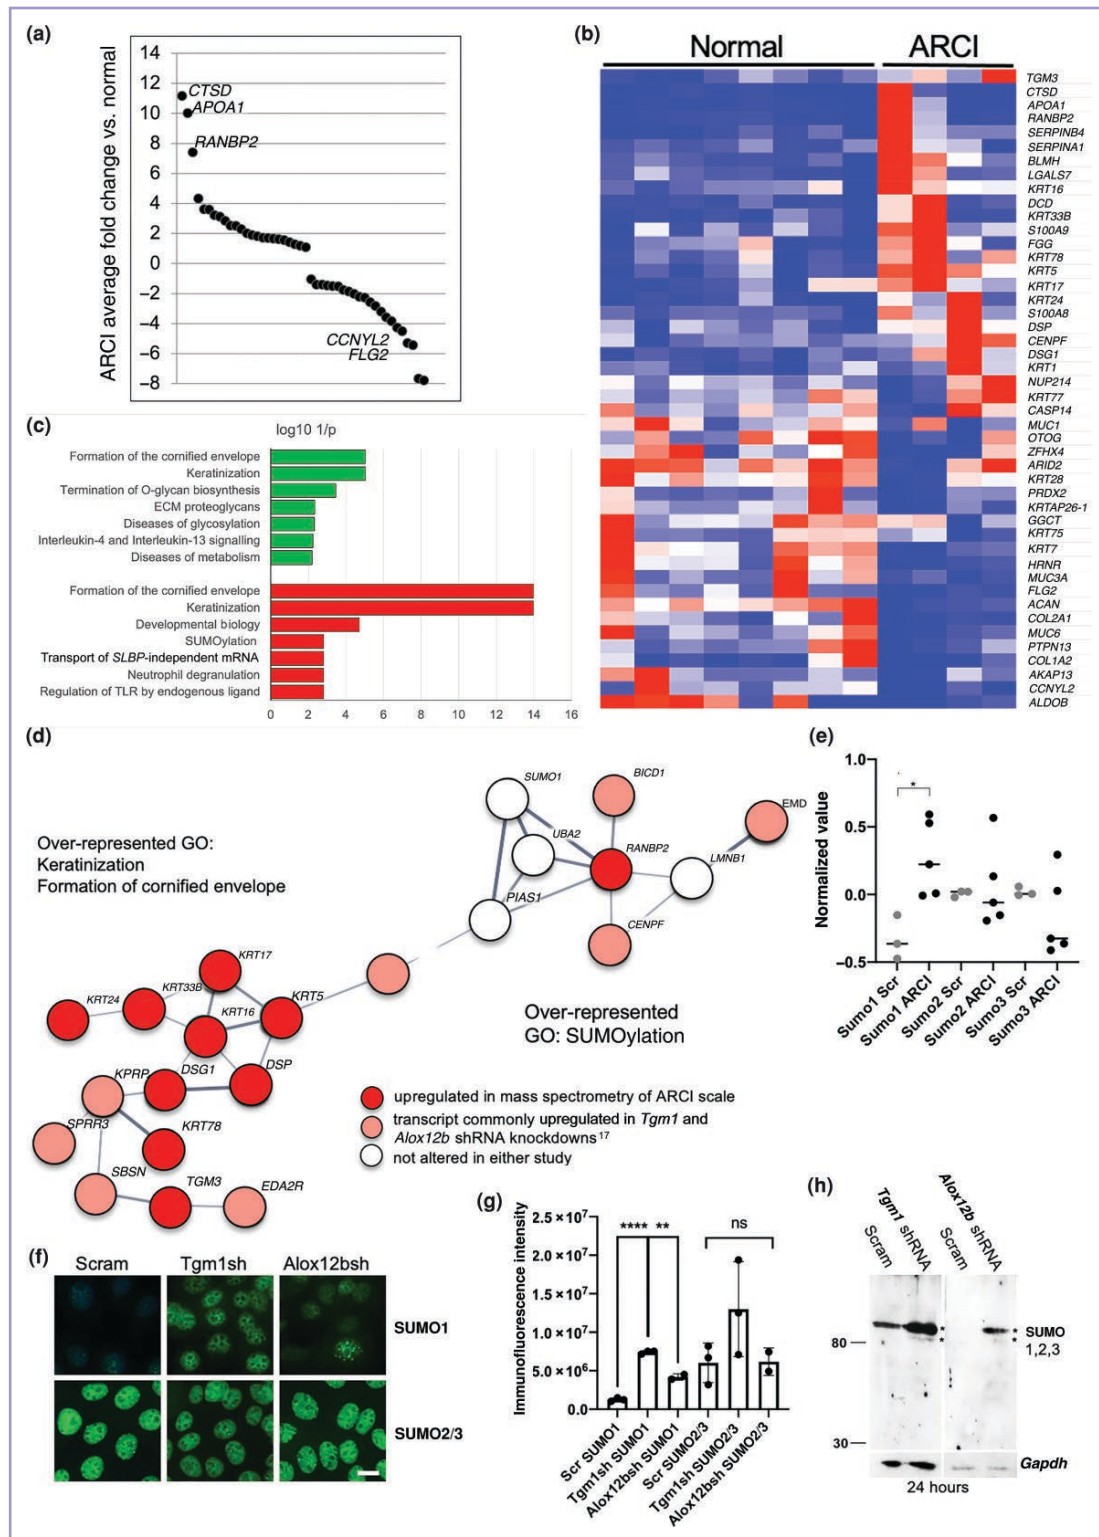 (a)
ARCI average fold change vs. normal
14
12
10
8
6
4
2
0
−2
−4
−6
−8
CTSD
APOA1
RANBP2
CCNYL2
FLG2
(b)
Normal
ARCI
TGM3
CTSD
APOA1
RANBP2
SERPINB4
SERPINA1
BLMH
LGALS7
KRT16
DCD
KRT33B
S100A9
FGG
KRT78
KRT5
KRT17
KRT24
S100A8
DSP
CENPF
DSG1
KRT1
NUP214
KRT77
CASP14
MUC1
OTOG
ZFHX4
ARID2
KRT28
PRDX2
KRTAP26-1
GGCT
KRT75
KRT7
HRNR
MUC3A
FLG2
ACAN
COL2A1
MUC6
PTPN13
COL1A2
AKAP13
CCNYL2
ALDOB
(c)
log10 1/p
Formation of the cornified envelope
Keratinization
Termination of O-glycan biosynthesis
ECM proteoglycans
Diseases of glycosylation
Interleukin-4 and Interleukin-13 signalling
Diseases of metabolism
Formation of the cornified envelope
Keratinization
Developmental biology
SUMOylation
Transport of SLBP-independent mRNA
Neutrophil degranulation
Regulation of TLR by endogenous ligand
0 2 4 6 8 10 12 14 16
(d)
Over-represented GO:
Keratinization
Formation of cornified envelope
SUMO1
BICD1
EMD
UBA2
RANBP2
LMNB1
PIAS1
CENPF
KRT17
KRT24
KRT33B
KRT16
KRT5
KPRP
DSG1
DSP
SPRR3
KRT78
SBSN
TGM3
EDA2R
Over-represented
GO: SUMOylation
upregulated in mass spectrometry of ARCI scale
transcript commonly upregulated in Tgm1 and
Alox12b shRNA knockdowns17
not altered in either study
(e)
Normalized value
1.0
0.5
0.0
−0.5
*
Sumo1 Scr
Sumo1 ARCI
Sumo2 Scr
Sumo2 ARCI
Sumo3 Scr
Sumo3 ARCI
(f)
Scram Tgm1sh Alox12bsh
SUMO1
SUMO2/3
(g)
Immunofluorescence intensity
2.5 × 10^7
2.0 × 10^7
1.5 × 10^7
1.0 × 10^7
5.0 × 10^6
0.0
**** ** ns
Scr SUMO1
Tgm1sh SUMO1
Alox12bsh SUMO1
Scr SUMO2/3
Tgm1sh SUMO2/3
Alox12bsh SUMO2/3
(h)
Scram
Tgm1 shRNA
Scram
Alox12b shRNA
80
30
*
*
*
*
SUMO
1,2,3
Gapdh
24 hours